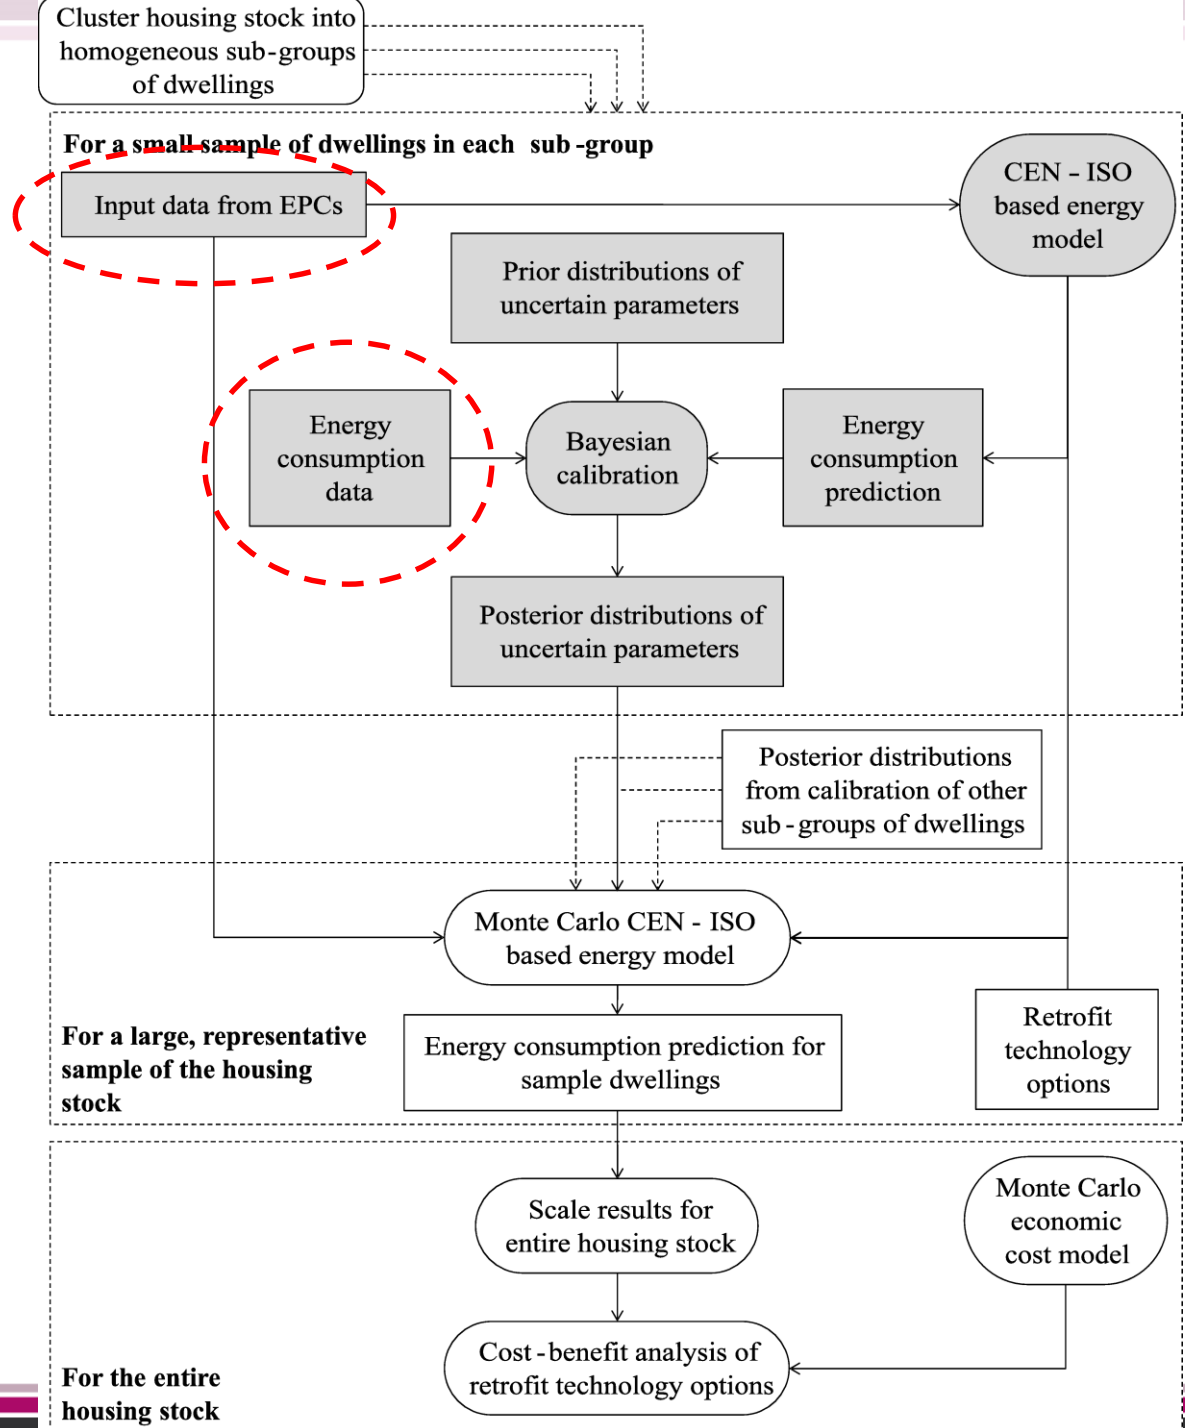 Cluster housing stock into
homogeneous sub-groups
of dwellings
For a small sample of dwellings in each sub-group
Input data from EPCs
CEN - ISO
based energy
model
Prior distributions of
uncertain parameters
Energy
consumption
data
Bayesian
calibration
Energy
consumption
prediction
Posterior distributions of
uncertain parameters
Posterior distributions
from calibration of other
sub-groups of dwellings
Monte Carlo CEN - ISO
based energy model
For a large, representative
sample of the housing
stock
Energy consumption prediction for
sample dwellings
Retrofit
technology
options
Scale results for
entire housing stock
Monte Carlo
economic
cost model
Cost-benefit analysis of
retrofit technology options
For the entire
housing stock